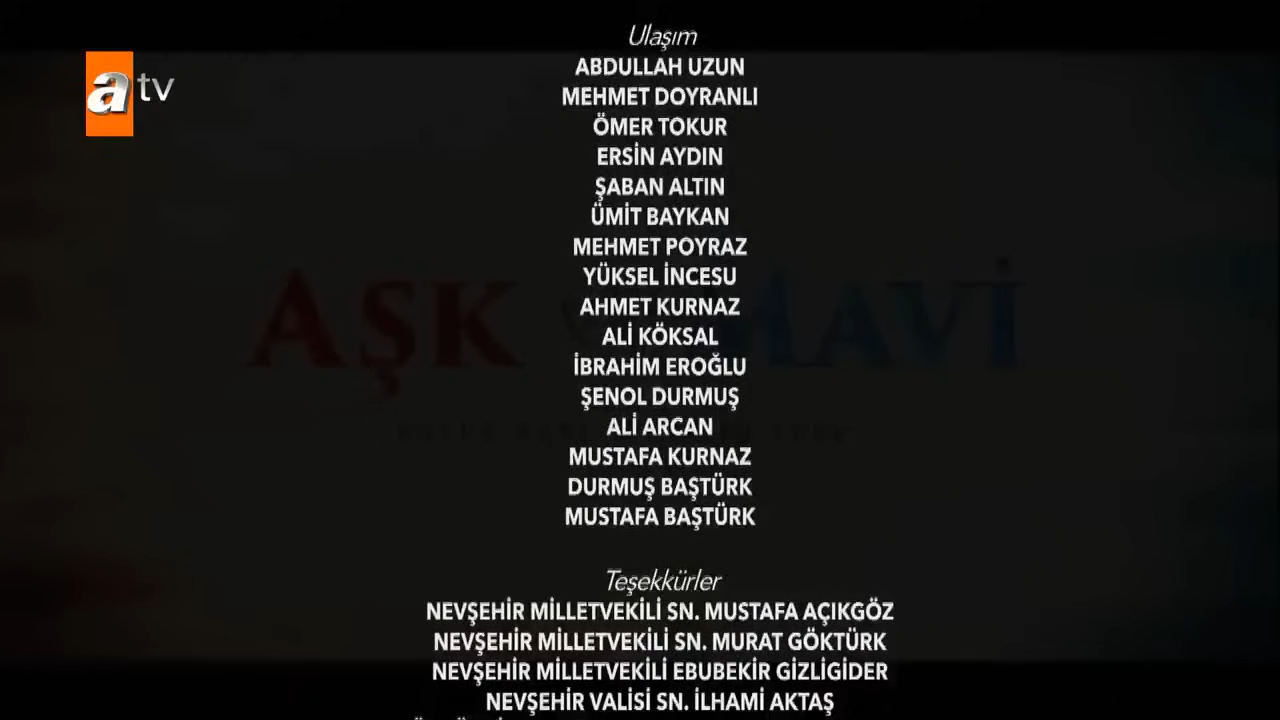 Ulaşım
ABDULLAH UZUN
atv
MEHMET DOYRANLI
ÖMER TOKUR
ERSİN AYDIN
ŞABAN ALTIN
ÜMİT BAYKAN
MEHMET POYRAZ
YÜKSEL İNCESU
AHMET KURNAZ
AŞK MAVİ
ALİ KÖKSAL
İBRAHİM EROĞLU
ŞENOL DURMUŞ
ALİ ARCAN
MUSTAFA KURNAZ
DURMUŞ BAŞTÜRK
MUSTAFA BAŞTÜRK
Teşekkürler
NEVŞEHİR MİLLETVEKİLİ SN. MUSTAFA AÇIKGÖZ
NEVŞEHİR MİLLETVEKİLİ SN. MURAT GÖKTÜRK
NEVŞEHİR MİLLETVEKİLİ EBUBEKİR GİZLİGİDER
NEVŞEHİR VALİSİ SN. İLHAMİ AKTAŞ